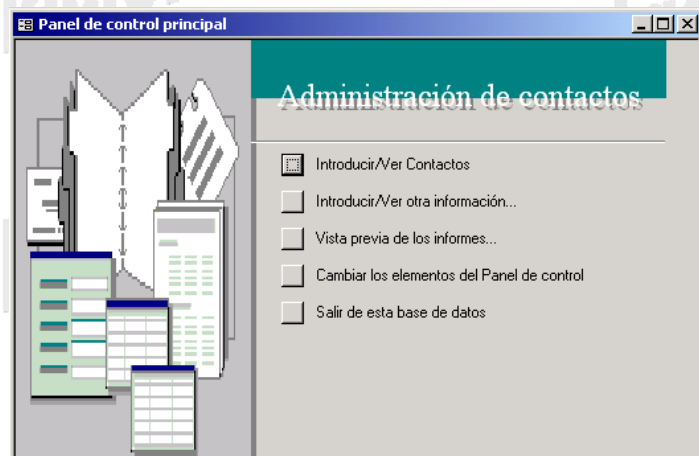 Panel de control principal
Administración de contactos
Introducir/Ver Contactos
Introducir/Ver otra información...
Vista previa de los informes...
Cambiar los elementos del Panel de control
Salir de esta base de datos